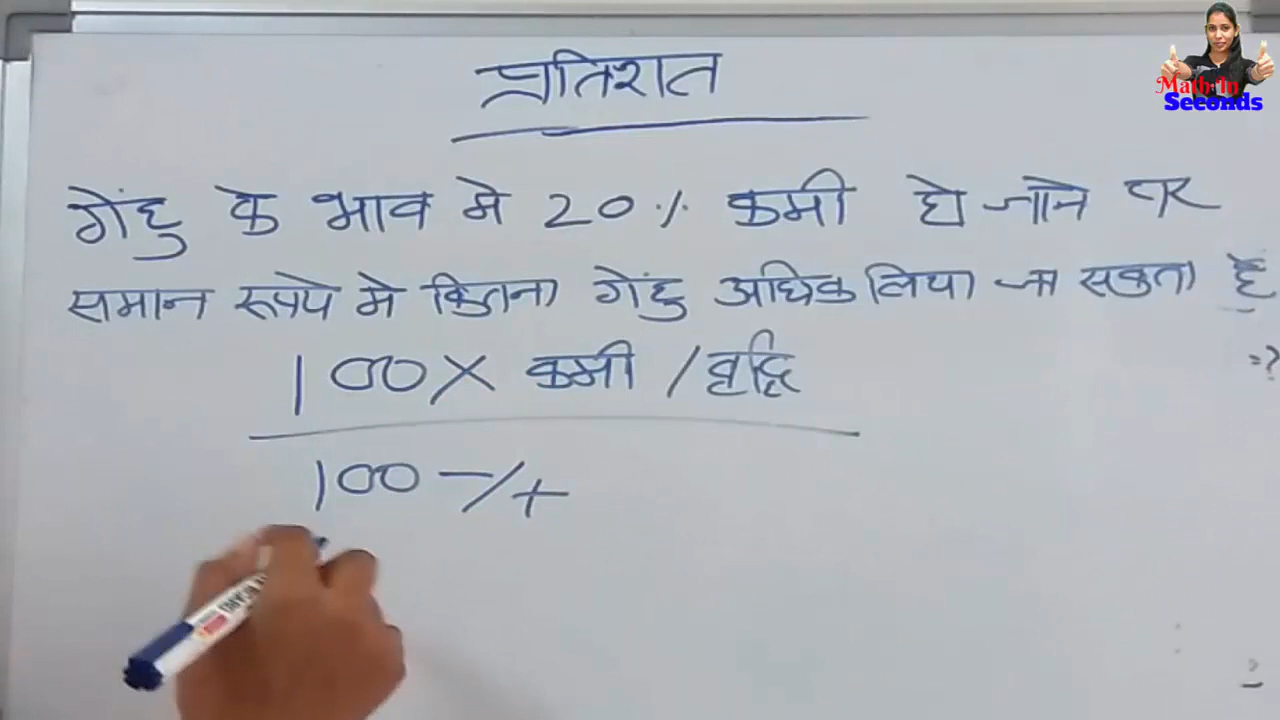 Math In
Seconds
प्रतिशत
गेंहु के भाव मे 20% कमी हो जाने पर
समान रूपये मे कितना गेंहु अधिक लिया जा सकता है
=?
100 × कमी / वृद्धि
100 - / +